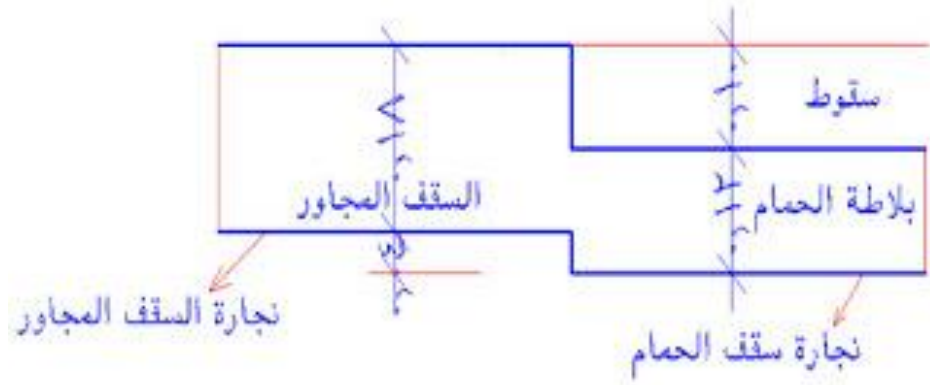 سقوط
السقف المجاور
بلاطة الحمام
نجارة السقف المجاور
نجارة سقف الحمام